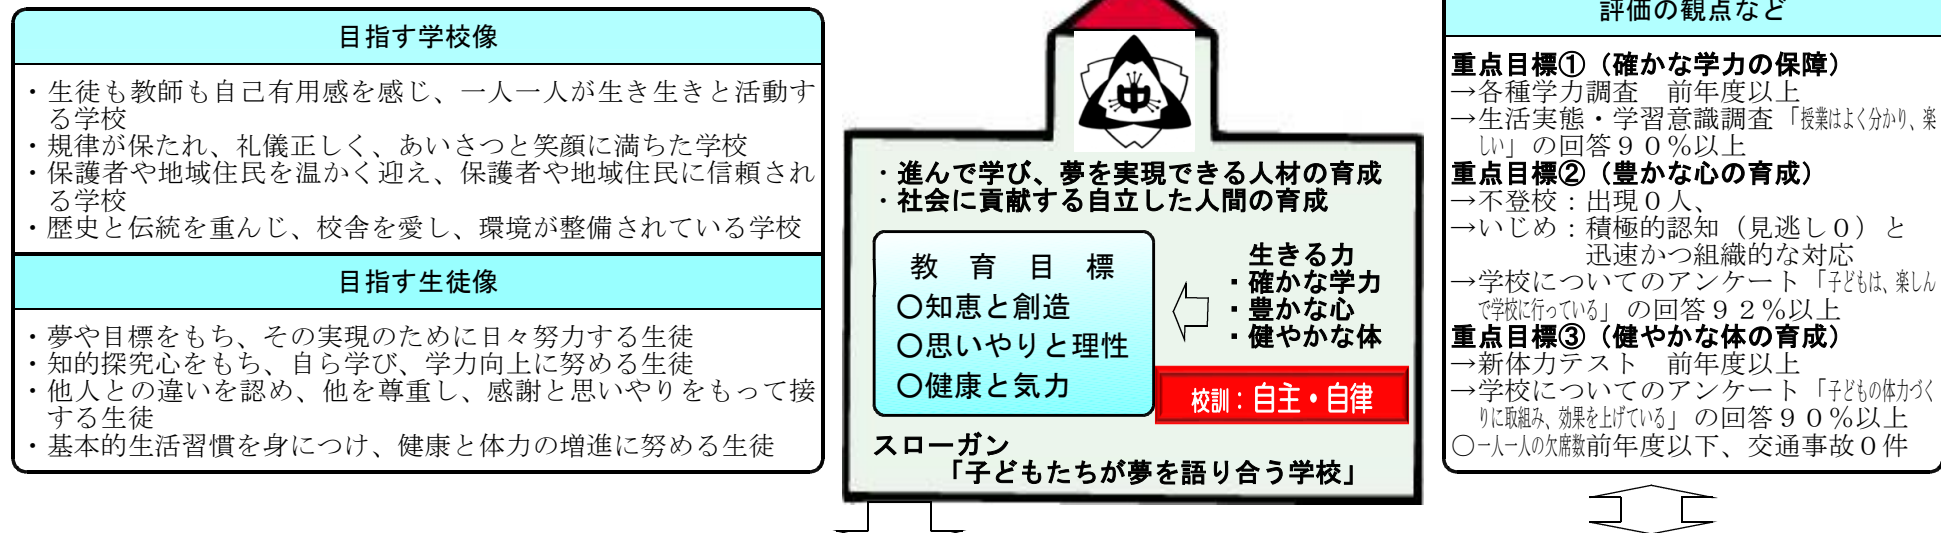 目指す学校像
・生徒も教師も自己有用感を感じ、一人一人が生き生きと活動す
る学校
・規律が保たれ、礼儀正しく、あいさつと笑顔に満ちた学校
・保護者や地域住民を温かく迎え、保護者や地域住民に信頼され
る学校
・歴史と伝統を重んじ、校舎を愛し、環境が整備されている学校
目指す生徒像
・夢や目標をもち、その実現のために日々努力する生徒
・知的探究心をもち、自ら学び、学力向上に努める生徒
・他人との違いを認め、他を尊重し、感謝と思いやりをもって接
する生徒
・基本的生活習慣を身につけ、健康と体力の増進に努める生徒
中
・進んで学び、夢を実現できる人材の育成
・社会に貢献する自立した人間の育成
教 育 目 標
〇知恵と創造
〇思いやりと理性
〇健康と気力
生きる力
・確かな学力
・豊かな心
・健やかな体
校訓：自主・自律
スローガン
「子どもたちが夢を語り合う学校」
評価の観点など
重点目標①（確かな学力の保障）
→各種学力調査　前年度以上
→生活実態・学習意識調査「授業はよく分かり、楽
しい」の回答９０％以上
重点目標②（豊かな心の育成）
→不登校：出現０人、
→いじめ：積極的認知（見逃し０）と
迅速かつ組織的な対応
→学校についてのアンケート「子どもは、楽しん
で学校に行っている」の回答９２％以上
重点目標③（健やかな体の育成）
→新体力テスト　前年度以上
→学校についてのアンケート「子どもの体力づく
りに取組み、効果を上げている」の回答９０％以上
〇一人一人の欠席数前年度以下、交通事故０件